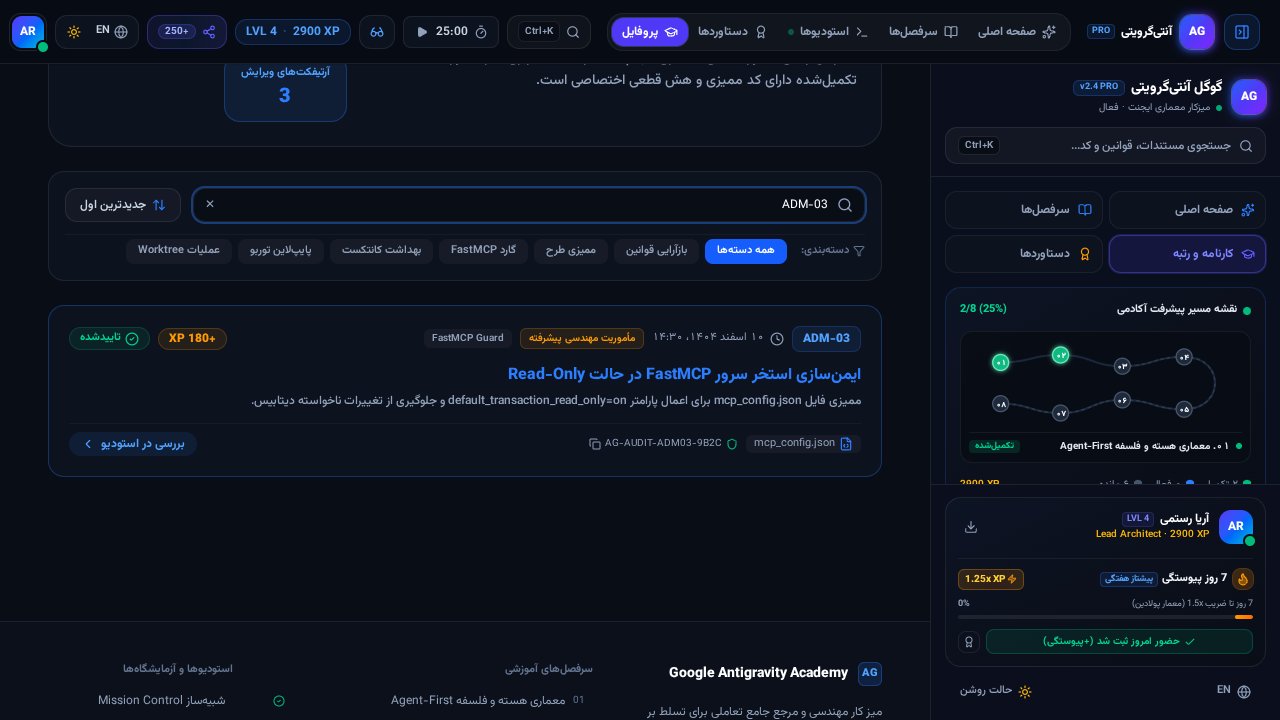 AG
آنتی‌گرویتی
PRO
صفحه اصلی
سرفصل‌ها
استودیوها
دستاوردها
پروفایل
Ctrl+K
25:00
LVL 4 · 2900 XP
250+
EN
AR
AG
گوگل آنتی‌گرویتی
v2.4 PRO
میزکار معماری ایجنت · فعال
جستجوی مستندات، قوانین و کد...
Ctrl+K
صفحه اصلی
سرفصل‌ها
کارنامه و رتبه
دستاوردها
نقشه مسیر پیشرفت آکادمی
2/8 (25%)
۰۱
۰۲
۰۳
۰۴
۰۵
۰۶
۰۷
۰۸
۰۱. معماری هسته و فلسفه Agent-First
تکمیل‌شده
2900 XP
AR
آریا رستمی
LVL 4
Lead Architect · 2900 XP
7 روز پیوستگی
پیشتاز هفتگی
1.25x XP
7 روز تا ضریب 1.5x (معمار پولادین)
0%
حضور امروز ثبت شد (+پیوستگی)
EN
حالت روشن
تکمیل‌شده دارای کد ممیزی و هش قطعی اختصاصی است.
آرتیفکت‌های ویرایش
3
ADM-03
×
جدیدترین اول
دسته‌بندی:
همه دسته‌ها
بازآرایی قوانین
ممیزی طرح
گارد FastMCP
بهداشت کانتکست
پایپ‌لاین توربو
عملیات Worktree
ADM-03
۱۰ اسفند ۱۴۰۴، ۱۴:۳۰
مأموریت مهندسی پیشرفته
FastMCP Guard
+180 XP
تاییدشده
ایمن‌سازی استخر سرور FastMCP در حالت Read-Only
ممیزی فایل mcp_config.json برای اعمال پارامتر default_transaction_read_only=on و جلوگیری از تغییرات ناخواسته دیتابیس.
mcp_config.json
AG-AUDIT-ADM03-9B2C
بررسی در استودیو
AG
Google Antigravity Academy
میز کار مهندسی و مرجع جامع تعاملی برای تسلط بر
سرفصل‌های آموزشی
01 معماری هسته و فلسفه Agent-First
استودیوها و آزمایشگاه‌ها
شبیه‌ساز Mission Control